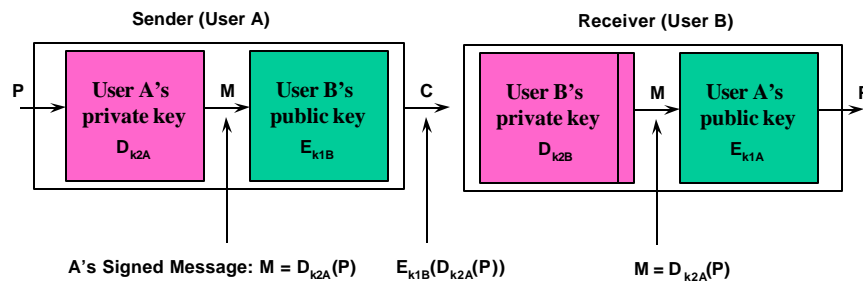 Sender (User A)
Receiver (User B)
P
User A's
private key
D_k2A
M
User B's
public key
E_k1B
C
User B's
private key
D_k2B
M
User A's
public key
E_k1A
A's Signed Message: M = D_k2A(P)
E_k1B(D_k2A(P))
M = D_k2A(P)